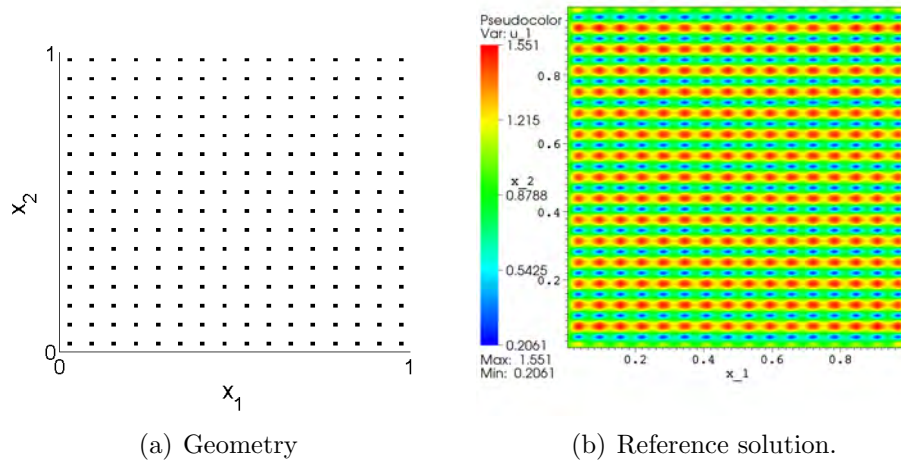 1
x_2
0
0
x_1
1
(a) Geometry
Pseudocolor
Var: u_1
1.551
1.215
x_2
0.8788
0.5425
0.2061
Max: 1.551
Min: 0.2061
0.8
0.6
0.4
0.2
0.2
0.4
0.6
0.8
x_1
(b) Reference solution.